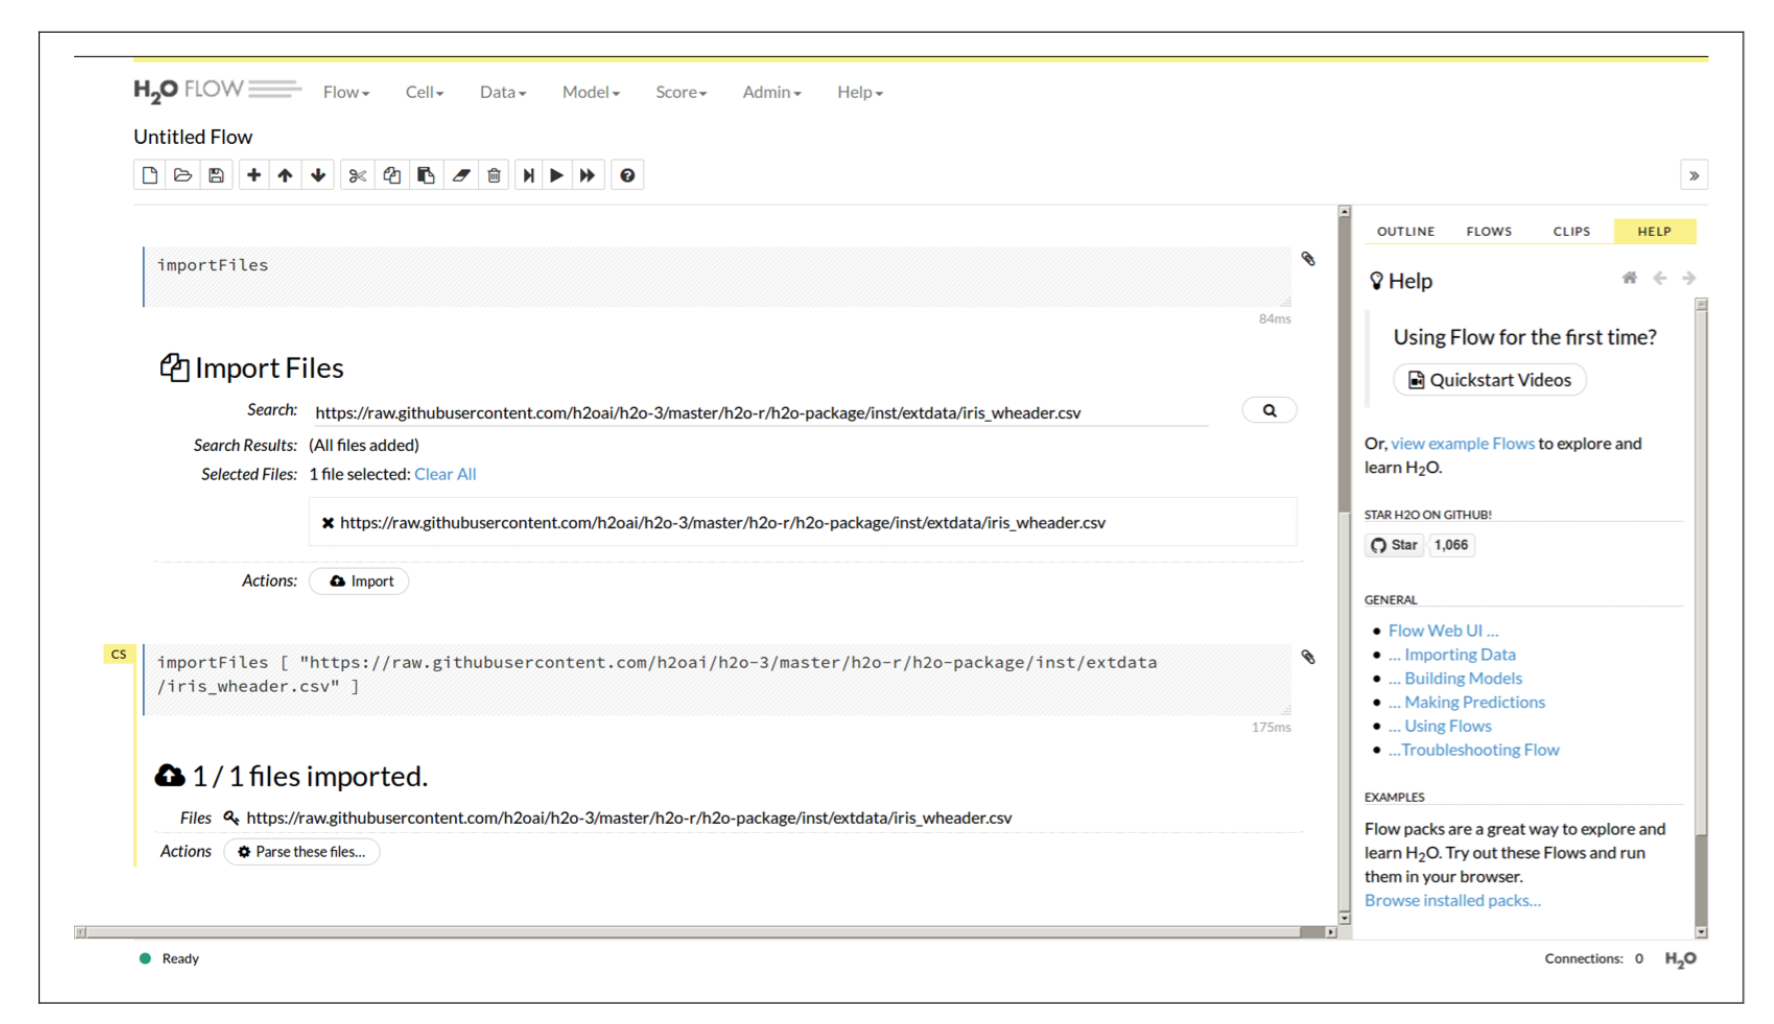 H2O FLOW Flow Cell Data Model Score Admin Help
Untitled Flow
OUTLINE FLOWS CLIPS HELP
importFiles
84ms
Import Files
Search: https://raw.githubusercontent.com/h2oai/h2o-3/master/h2o-r/h2o-package/inst/extdata/iris_wheader.csv
Search Results: (All files added)
Selected Files: 1 file selected: Clear All
https://raw.githubusercontent.com/h2oai/h2o-3/master/h2o-r/h2o-package/inst/extdata/iris_wheader.csv
Actions: Import
CS
importFiles [ "https://raw.githubusercontent.com/h2oai/h2o-3/master/h2o-r/h2o-package/inst/extdata
/iris_wheader.csv" ]
175ms
1 / 1 files imported.
Files https://raw.githubusercontent.com/h2oai/h2o-3/master/h2o-r/h2o-package/inst/extdata/iris_wheader.csv
Actions Parse these files...
Help
Using Flow for the first time?
Quickstart Videos
Or, view example Flows to explore and
learn H2O.
STAR H2O ON GITHUB!
Star 1,066
GENERAL
• Flow Web UI ...
• ... Importing Data
• ... Building Models
• ... Making Predictions
• ... Using Flows
• ...Troubleshooting Flow
EXAMPLES
Flow packs are a great way to explore and
learn H2O. Try out these Flows and run
them in your browser.
Browse installed packs...
Ready
Connections: 0 H2O